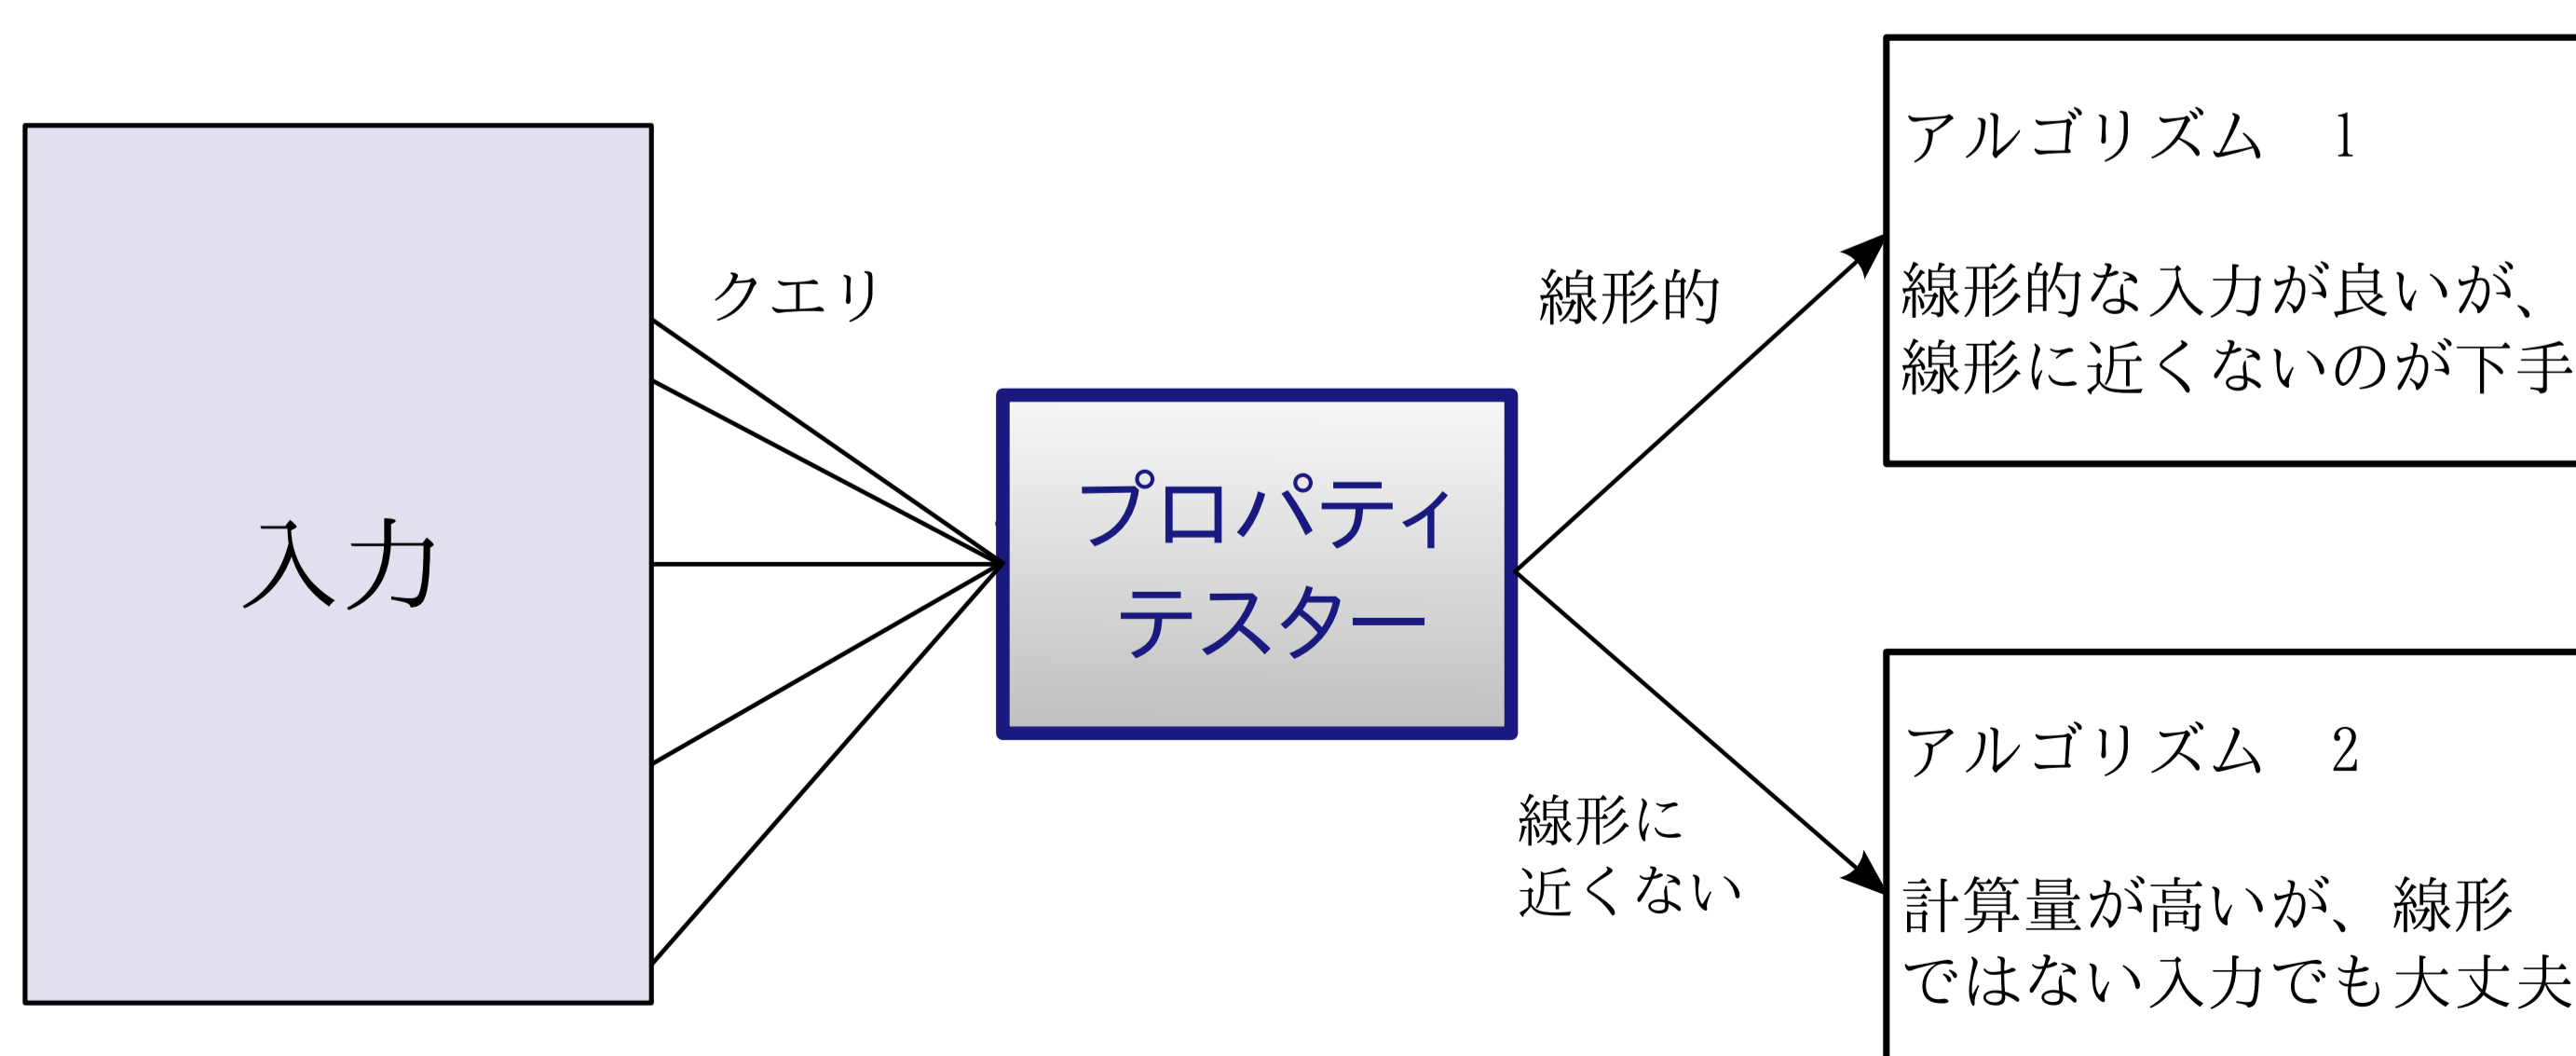 入力
クエリ
プロパティ
テスター
線形的
線形に
近くない
アルゴリズム　1
線形的な入力が良いが、
線形に近くないのが下手
アルゴリズム　2
計算量が高いが、線形
ではない入力でも大丈夫